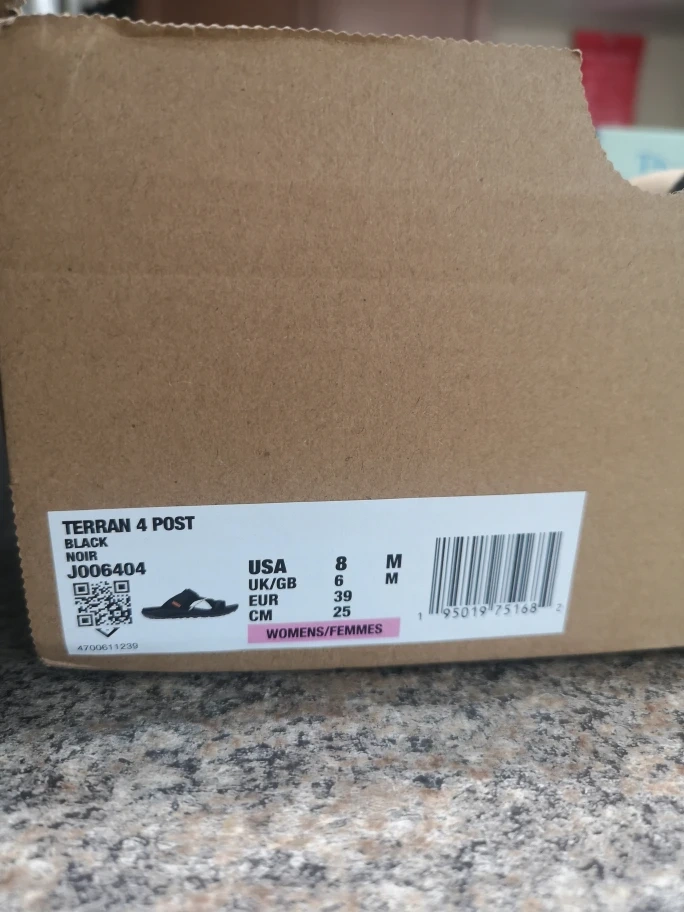 TERRAN 4 POST
BLACK
NOIR
J006404
4700611239
USA 8 M
UK/GB 6 M
EUR 39
CM 25
WOMENS/FEMMES
1 95019 75168 2